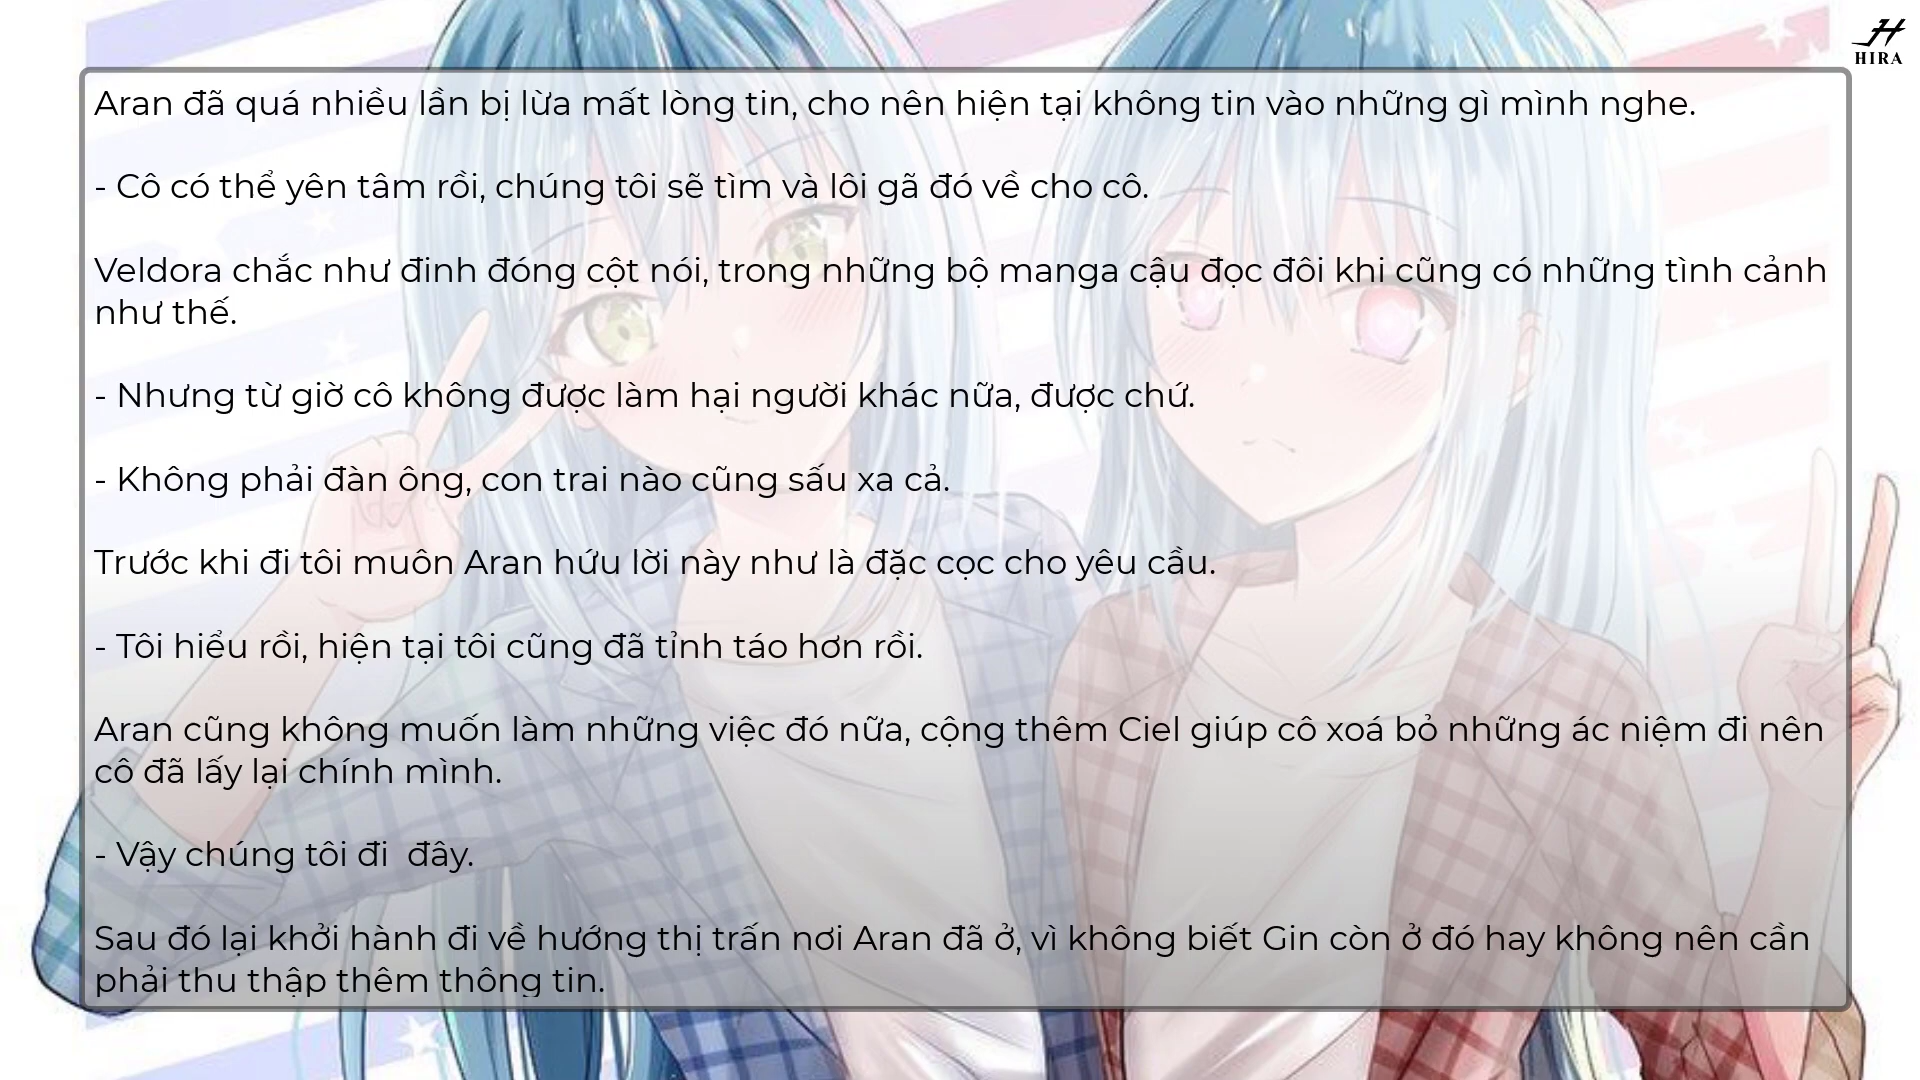 HIRA
Aran đã quá nhiều lần bị lừa mất lòng tin, cho nên hiện tại không tin vào những gì mình nghe.
- Cô có thể yên tâm rồi, chúng tôi sẽ tìm và lôi gã đó về cho cô.
Veldora chắc như đinh đóng cột nói, trong những bộ manga cậu đọc đôi khi cũng có những tình cảnh
như thế.
- Nhưng từ giờ cô không được làm hại người khác nữa, được chứ.
- Không phải đàn ông, con trai nào cũng sấu xa cả.
Trước khi đi tôi muôn Aran hứu lời này như là đặc cọc cho yêu cầu.
- Tôi hiểu rồi, hiện tại tôi cũng đã tỉnh táo hơn rồi.
Aran cũng không muốn làm những việc đó nữa, cộng thêm Ciel giúp cô xoá bỏ những ác niệm đi nên
cô đã lấy lại chính mình.
- Vậy chúng tôi đi  đây.
Sau đó lại khởi hành đi về hướng thị trấn nơi Aran đã ở, vì không biết Gin còn ở đó hay không nên cần
phải thu thập thêm thông tin.